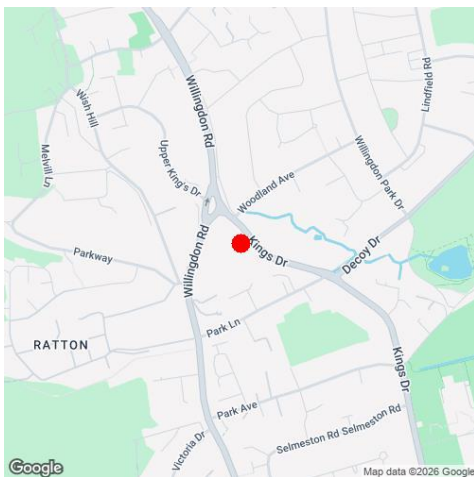 Willingdon Rd
Lindfield Rd
Wish Hill
Melvill Ln
Upper King's Dr
Willingdon Park Dr
Woodland Ave
Kings Dr
Parkway
Willingdon Rd
Decoy Dr
Park Ln
RATTON
Kings Dr
Park Ave
Victoria Dr
Selmeston Rd Selmeston Rd
Google
Map data ©2026 Google